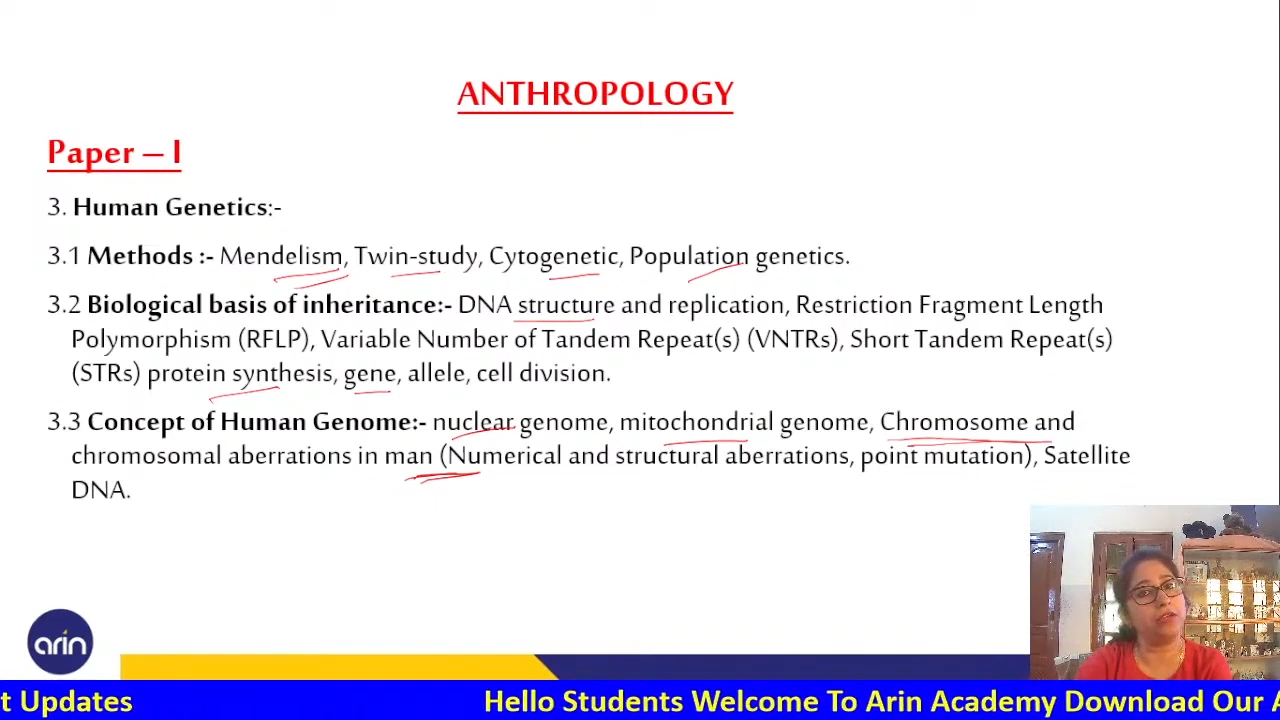 ANTHROPOLOGY
Paper – I
3. Human Genetics:-
3.1 Methods :- Mendelism, Twin-study, Cytogenetic, Population genetics.
3.2 Biological basis of inheritance:- DNA structure and replication, Restriction Fragment Length
Polymorphism (RFLP), Variable Number of Tandem Repeat(s) (VNTRs), Short Tandem Repeat(s)
(STRs) protein synthesis, gene, allele, cell division.
3.3 Concept of Human Genome:- nuclear genome, mitochondrial genome, Chromosome and
chromosomal aberrations in man (Numerical and structural aberrations, point mutation), Satellite
DNA.
arin
t Updates Hello Students Welcome To Arin Academy Download Our A